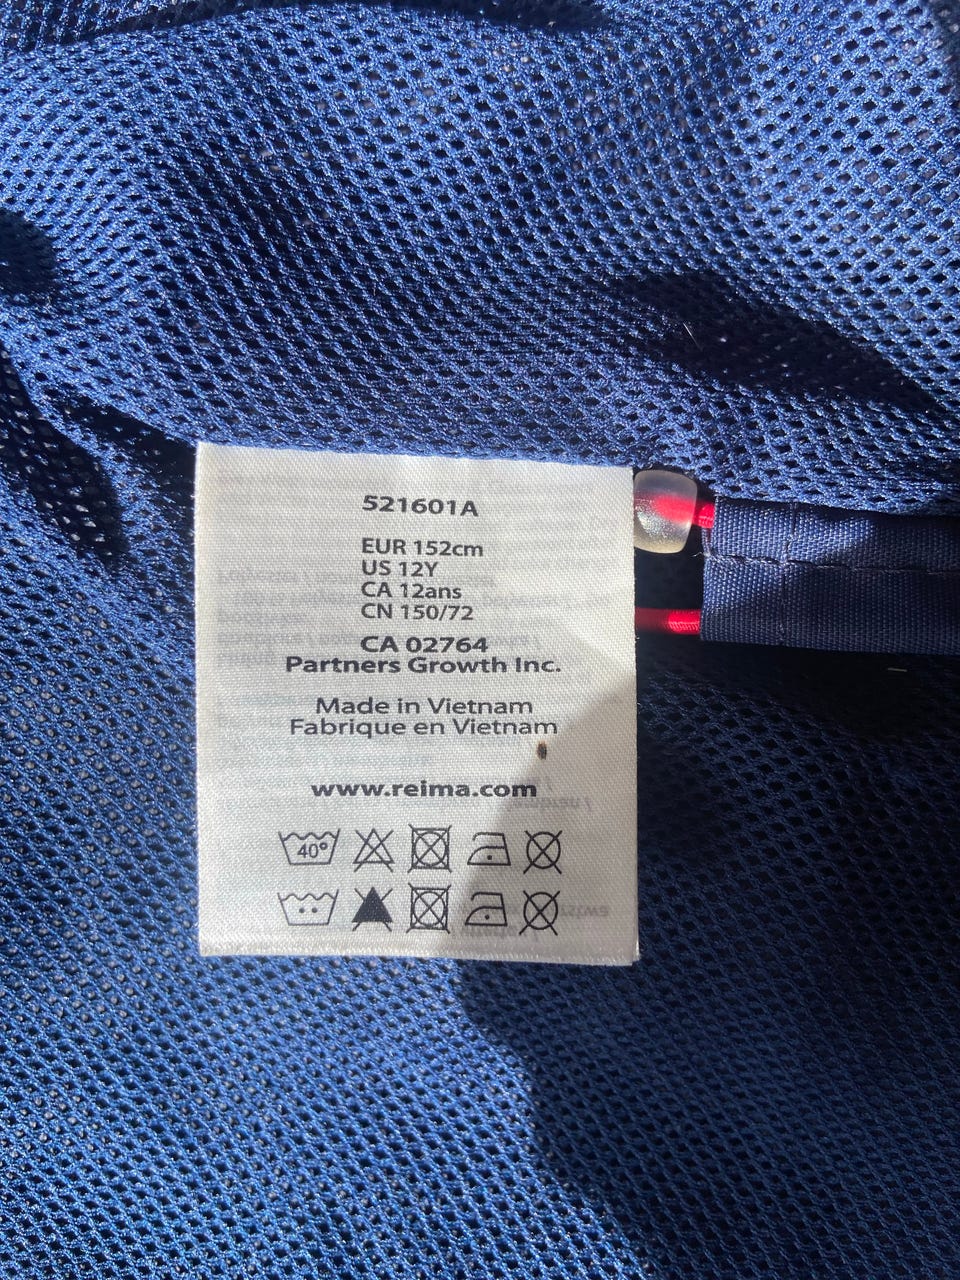 521601A
EUR 152cm
US 12Y
CA 12ans
CN 150/72
CA 02764
Partners Growth Inc.
Made in Vietnam
Fabrique en Vietnam
www.reima.com
40°